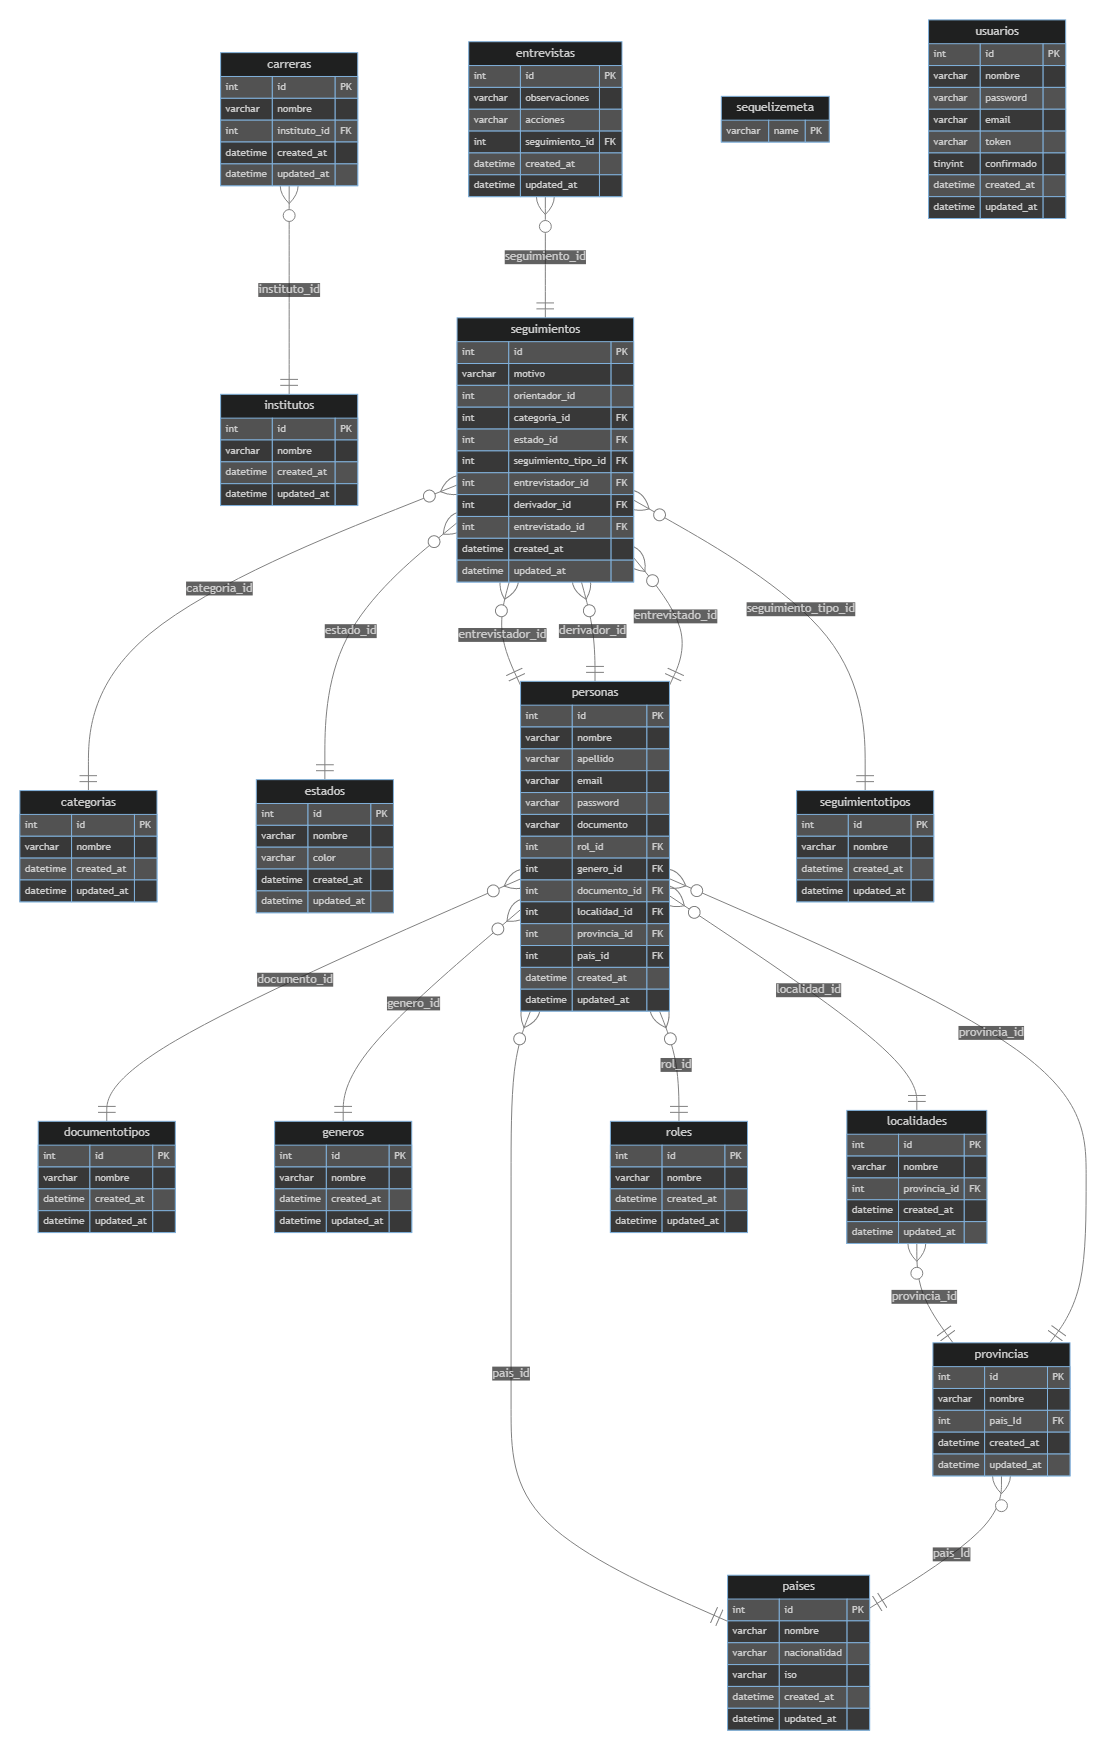 usuarios
int id PK
varchar nombre
varchar password
varchar email
varchar token
tinyint confirmado
datetime created_at
datetime updated_at
entrevistas
int id PK
varchar observaciones
varchar acciones
int seguimiento_id FK
datetime created_at
datetime updated_at
carreras
int id PK
varchar nombre
int instituto_id FK
datetime created_at
datetime updated_at
sequelizemeta
varchar name PK
seguimiento_id
instituto_id
seguimientos
int id PK
varchar motivo
int orientador_id
int categoria_id FK
int estado_id FK
int seguimiento_tipo_id FK
int entrevistador_id FK
int derivador_id FK
int entrevistado_id FK
datetime created_at
datetime updated_at
institutos
int id PK
varchar nombre
datetime created_at
datetime updated_at
categoria_id
estado_id
entrevistador_id
derivador_id
entrevistado_id
seguimiento_tipo_id
personas
int id PK
varchar nombre
varchar apellido
varchar email
varchar password
varchar documento
int rol_id FK
int genero_id FK
int documento_id FK
int localidad_id FK
int provincia_id FK
int pais_id FK
datetime created_at
datetime updated_at
categorias
int id PK
varchar nombre
datetime created_at
datetime updated_at
estados
int id PK
varchar nombre
varchar color
datetime created_at
datetime updated_at
seguimientotipos
int id PK
varchar nombre
datetime created_at
datetime updated_at
documento_id
genero_id
localidad_id
provincia_id
rol_id
documentotipos
int id PK
varchar nombre
datetime created_at
datetime updated_at
generos
int id PK
varchar nombre
datetime created_at
datetime updated_at
roles
int id PK
varchar nombre
datetime created_at
datetime updated_at
localidades
int id PK
varchar nombre
int provincia_id FK
datetime created_at
datetime updated_at
provincia_id
pais_id
provincias
int id PK
varchar nombre
int pais_Id FK
datetime created_at
datetime updated_at
pais_Id
paises
int id PK
varchar nombre
varchar nacionalidad
varchar iso
datetime created_at
datetime updated_at